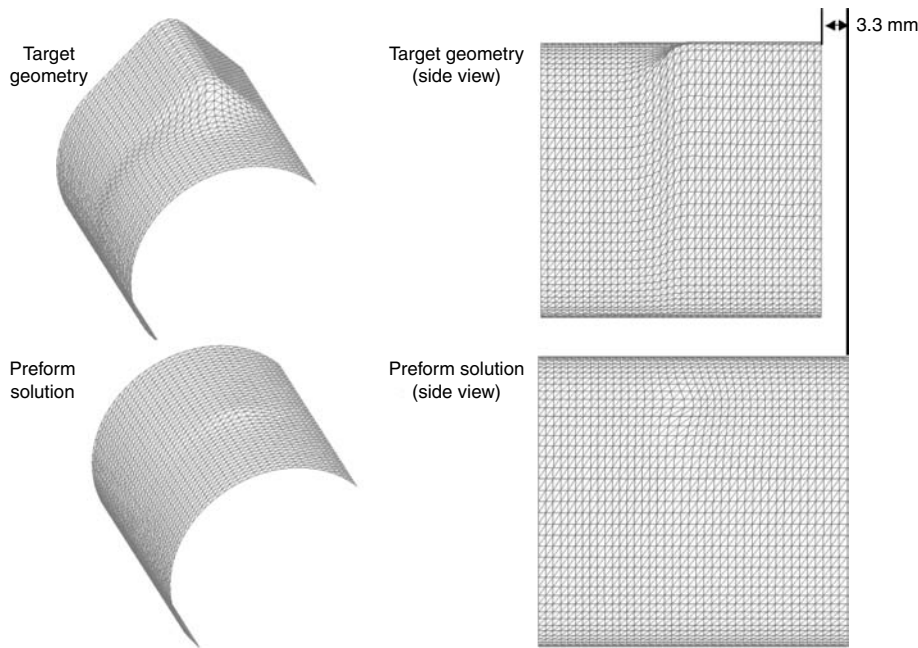 Target
geometry
Target geometry
(side view)
3.3 mm
Preform
solution
Preform solution
(side view)